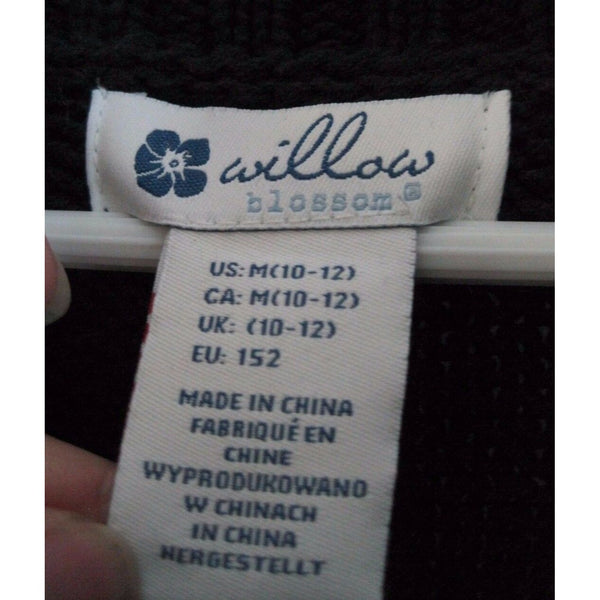 willow
blossom®
US: M(10-12)
CA: M(10-12)
UK: (10-12)
EU: 152
MADE IN CHINA
FABRIQUÉ EN
CHINE
WYPRODUKOWANO
W CHINACH
IN CHINA
HERGESTELLT